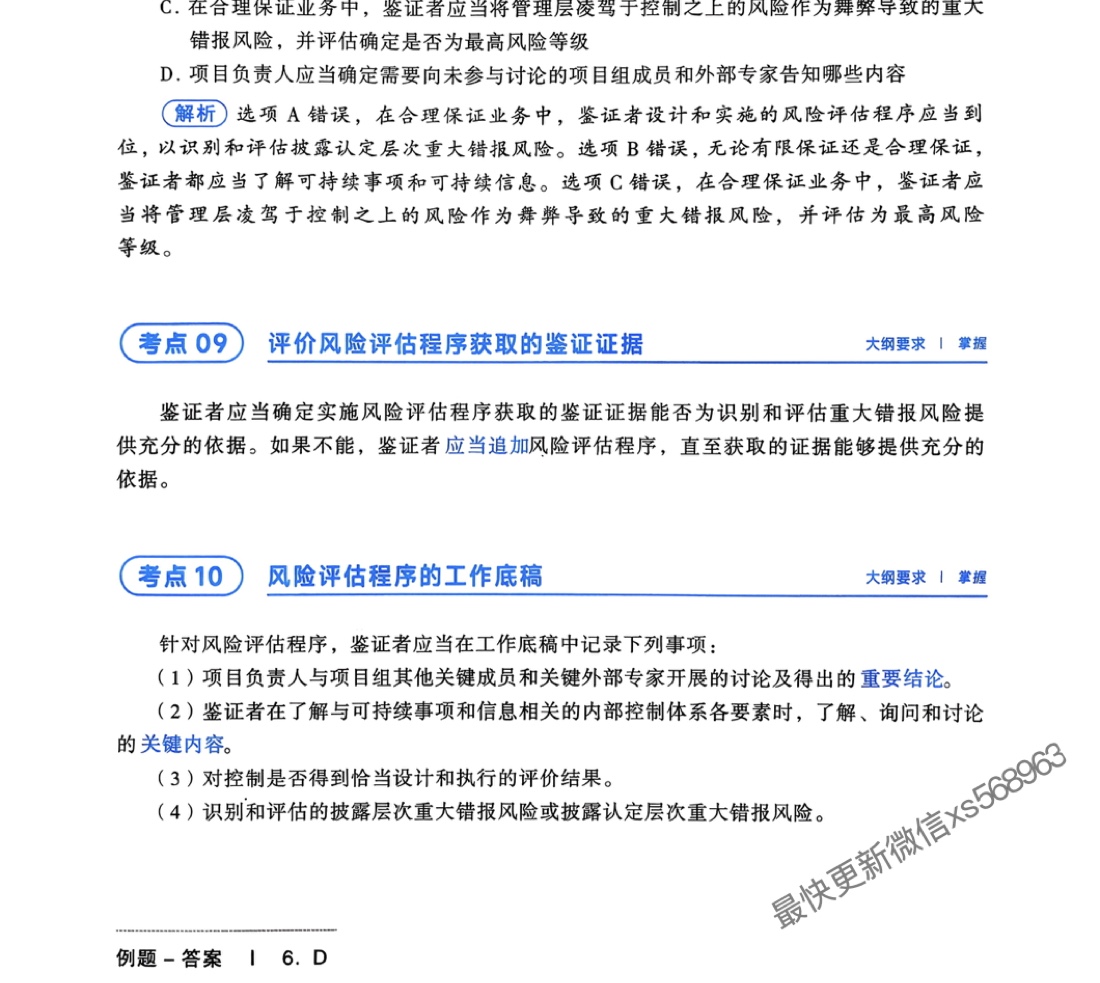 C. 在合理保证业务中，鉴证者应当将管理层凌驾于控制之上的风险作为舞弊导致的重大
错报风险，并评估确定是否为最高风险等级
D. 项目负责人应当确定需要向未参与讨论的项目组成员和外部专家告知哪些内容
解析 选项 A 错误，在合理保证业务中，鉴证者设计和实施的风险评估程序应当到
位，以识别和评估披露认定层次重大错报风险。选项 B 错误，无论有限保证还是合理保证，
鉴证者都应当了解可持续事项和可持续信息。选项 C 错误，在合理保证业务中，鉴证者应
当将管理层凌驾于控制之上的风险作为舞弊导致的重大错报风险，并评估为最高风险
等级。
考点 09 评价风险评估程序获取的鉴证证据 大纲要求 | 掌握
鉴证者应当确定实施风险评估程序获取的鉴证证据能否为识别和评估重大错报风险提
供充分的依据。如果不能，鉴证者应当追加风险评估程序，直至获取的证据能够提供充分的
依据。
考点 10 风险评估程序的工作底稿 大纲要求 | 掌握
针对风险评估程序，鉴证者应当在工作底稿中记录下列事项：
（1）项目负责人与项目组其他关键成员和关键外部专家开展的讨论及得出的重要结论。
（2）鉴证者在了解与可持续事项和信息相关的内部控制体系各要素时，了解、询问和讨论
的关键内容。
（3）对控制是否得到恰当设计和执行的评价结果。
（4）识别和评估的披露层次重大错报风险或披露认定层次重大错报风险。
最快更新微信xs568963
例题 – 答案 | 6. D